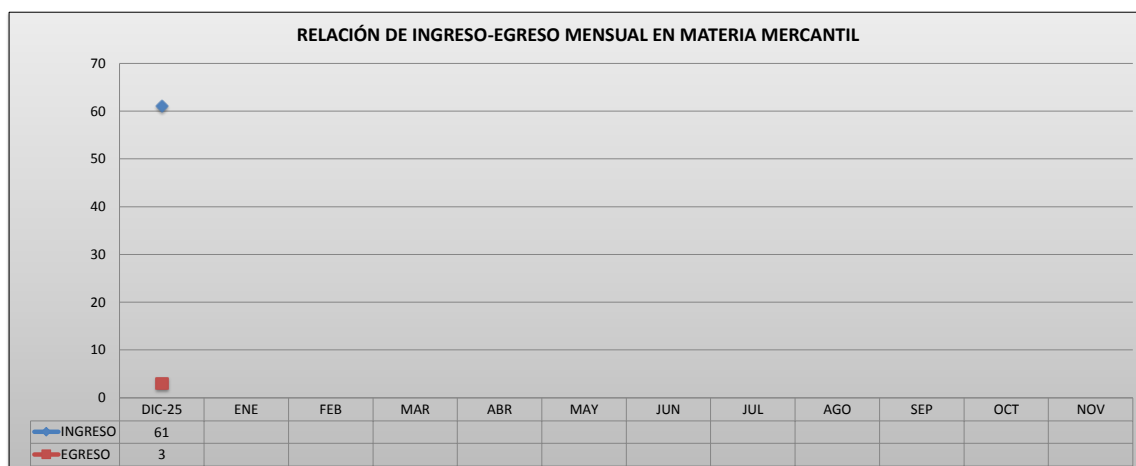 RELACIÓN DE INGRESO-EGRESO MENSUAL EN MATERIA MERCANTIL
70
60
50
40
30
20
10
0
DIC-25 ENE FEB MAR ABR MAY JUN JUL AGO SEP OCT NOV
INGRESO 61
EGRESO 3